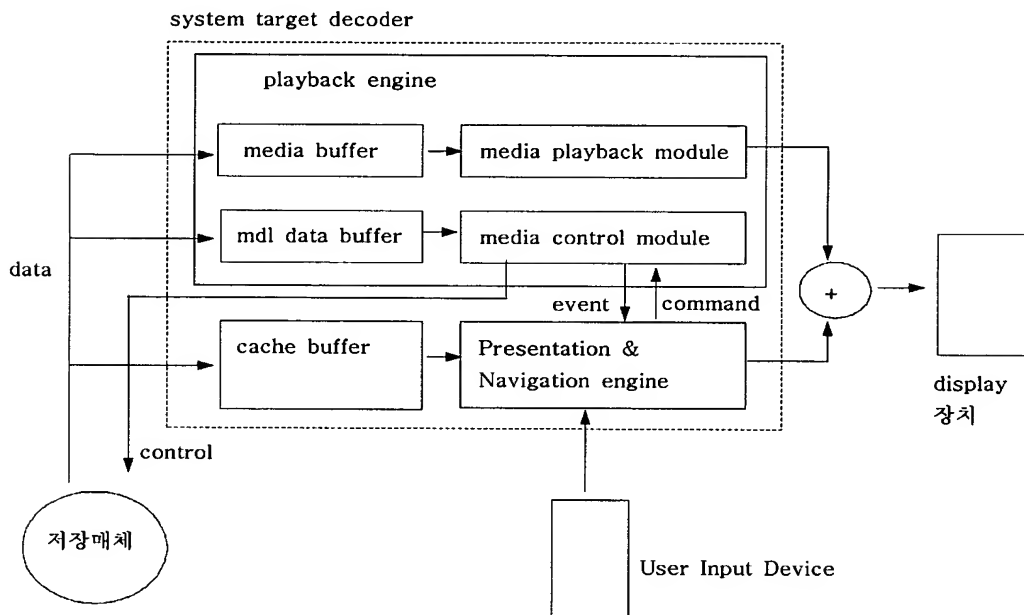 system target decoder
playback engine
media buffer
media playback module
mdl data buffer
media control module
data
event
command
+
cache buffer
Presentation &
Navigation engine
display
장치
control
저장매체
User Input Device